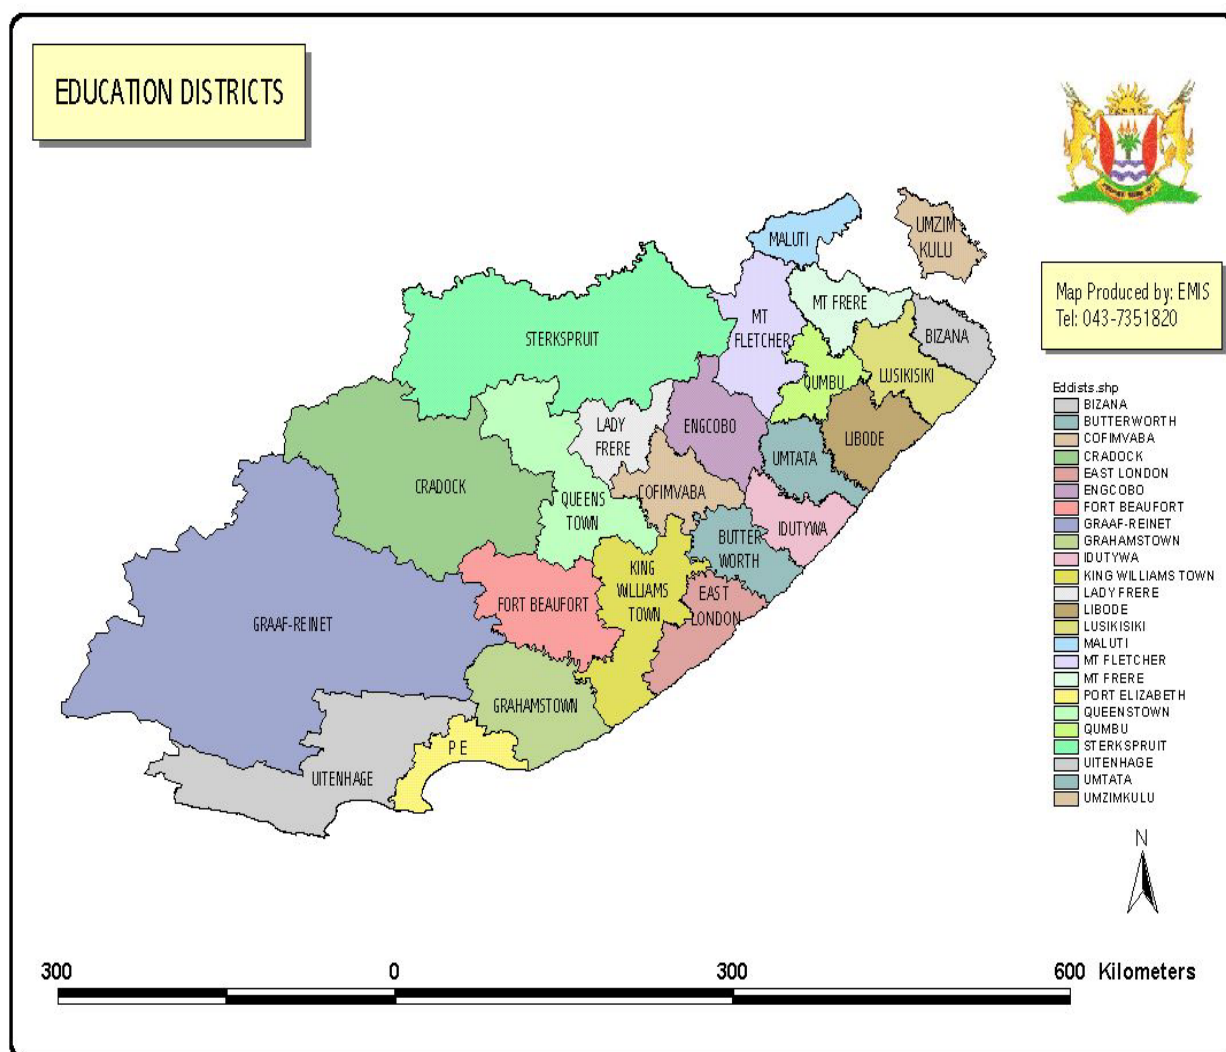 EDUCATION DISTRICTS
UMZIM
KULU
MALUTI
Map Produced by: EMIS
Tel: 043-7351820
MT FRERE
MT
FLETCHER
BIZANA
STERKSPRUIT
LUSIKISIKI
QUMBU
LADY
FRERE
ENGCOBO
LIBODE
UMTATA
CRADOCK
COFIMVABA
QUEENS
TOWN
IDUTYWA
BUTTER
WORTH
KING
WILLIAMS
TOWN
EAST
LONDON
FORT BEAUFORT
GRAAF-REINET
GRAHAMSTOWN
P E
UITENHAGE
Eddists.shp
BIZANA
BUTTERWORTH
COFIMVABA
CRADOCK
EAST LONDON
ENGCOBO
FORT BEAUFORT
GRAAF-REINET
GRAHAMSTOWN
IDUTYWA
KING WILLIAMS TOWN
LADY FRERE
LIBODE
LUSIKISIKI
MALUTI
MT FLETCHER
MT FRERE
PORT ELIZABETH
QUEENSTOWN
QUMBU
STERKSPRUIT
UITENHAGE
UMTATA
UMZIMKULU
N
300 0 300 600 Kilometers